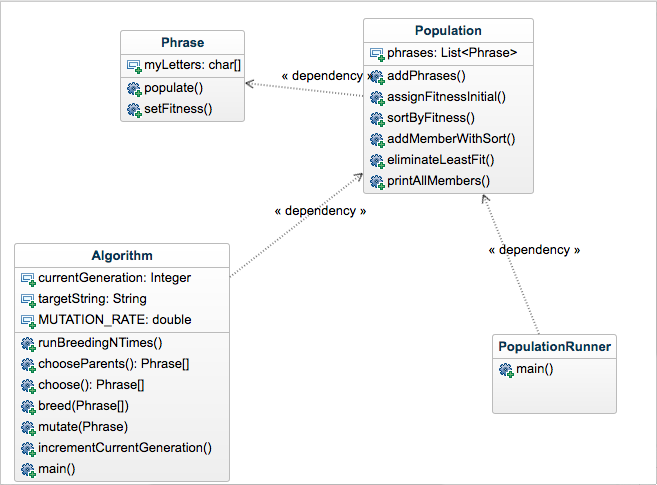 Phrase
myLetters: char[]
populate()
setFitness()
« dependency »
Population
phrases: List<Phrase>
addPhrases()
assignFitnessInitial()
sortByFitness()
addMemberWithSort()
eliminateLeastFit()
printAllMembers()
« dependency »
« dependency »
Algorithm
currentGeneration: Integer
targetString: String
MUTATION_RATE: double
runBreedingNTimes()
chooseParents(): Phrase[]
choose(): Phrase[]
breed(Phrase[])
mutate(Phrase)
incrementCurrentGeneration()
main()
PopulationRunner
main()